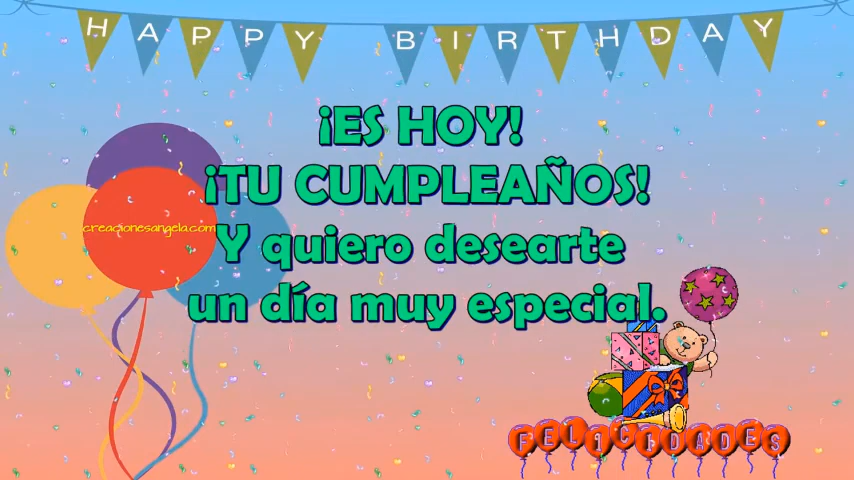 HAPPY BIRTHDAY
¡ES HOY!
¡TU CUMPLEAÑOS!
creacionesangela.com
Y quiero desearte
un día muy especial.
FELICIDADES